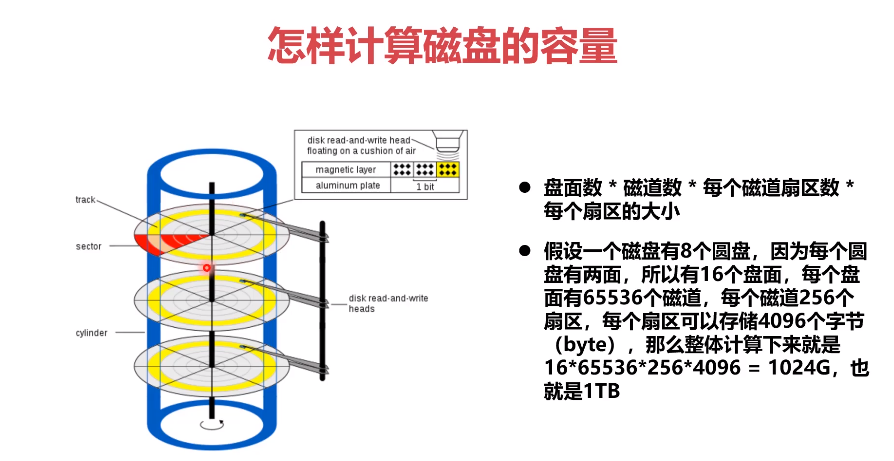 怎样计算磁盘的容量
disk read-and-write head
floating on a cushion of air
magnetic layer
aluminum plate
1 bit
track
sector
cylinder
disk read-and-write
heads
● 盘面数 * 磁道数 * 每个磁道扇区数 *
每个扇区的大小
● 假设一个磁盘有8个圆盘，因为每个圆
盘有两面，所以有16个盘面，每个盘
面有65536个磁道，每个磁道256个
扇区，每个扇区可以存储4096个字节
（byte），那么整体计算下来就是
16*65536*256*4096 = 1024G，也
就是1TB